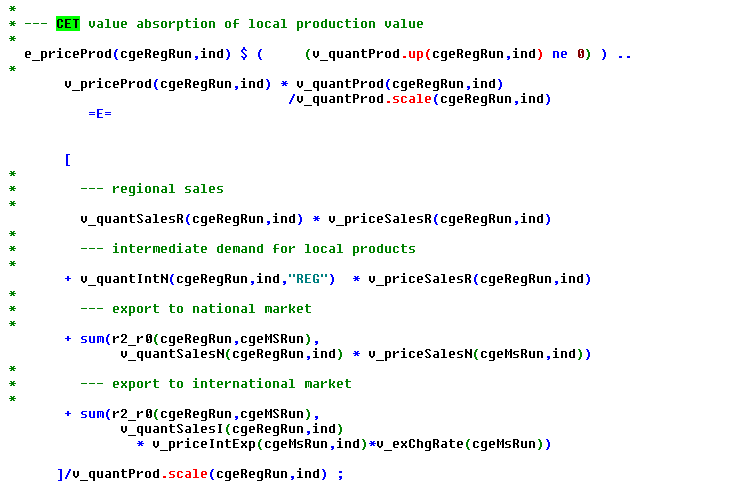 *
* --- CET value absorption of local production value
*
e_priceProd(cgeRegRun,ind) $ ( (v_quantProd.up(cgeRegRun,ind) ne 0) ) ..
*
v_priceProd(cgeRegRun,ind) * v_quantProd(cgeRegRun,ind)
/v_quantProd.scale(cgeRegRun,ind)
=E=
[
*
* --- regional sales
*
v_quantSalesR(cgeRegRun,ind) * v_priceSalesR(cgeRegRun,ind)
*
* --- intermediate demand for local products
*
+ v_quantIntN(cgeRegRun,ind,"REG") * v_priceSalesR(cgeRegRun,ind)
*
* --- export to national market
*
+ sum(r2_r0(cgeRegRun,cgeMSRun),
v_quantSalesN(cgeRegRun,ind) * v_priceSalesN(cgeMsRun,ind))
*
* --- export to international market
*
+ sum(r2_r0(cgeRegRun,cgeMSRun),
v_quantSalesI(cgeRegRun,ind)
* v_priceIntExp(cgeMsRun,ind)*v_exChgRate(cgeMsRun))
]/v_quantProd.scale(cgeRegRun,ind) ;